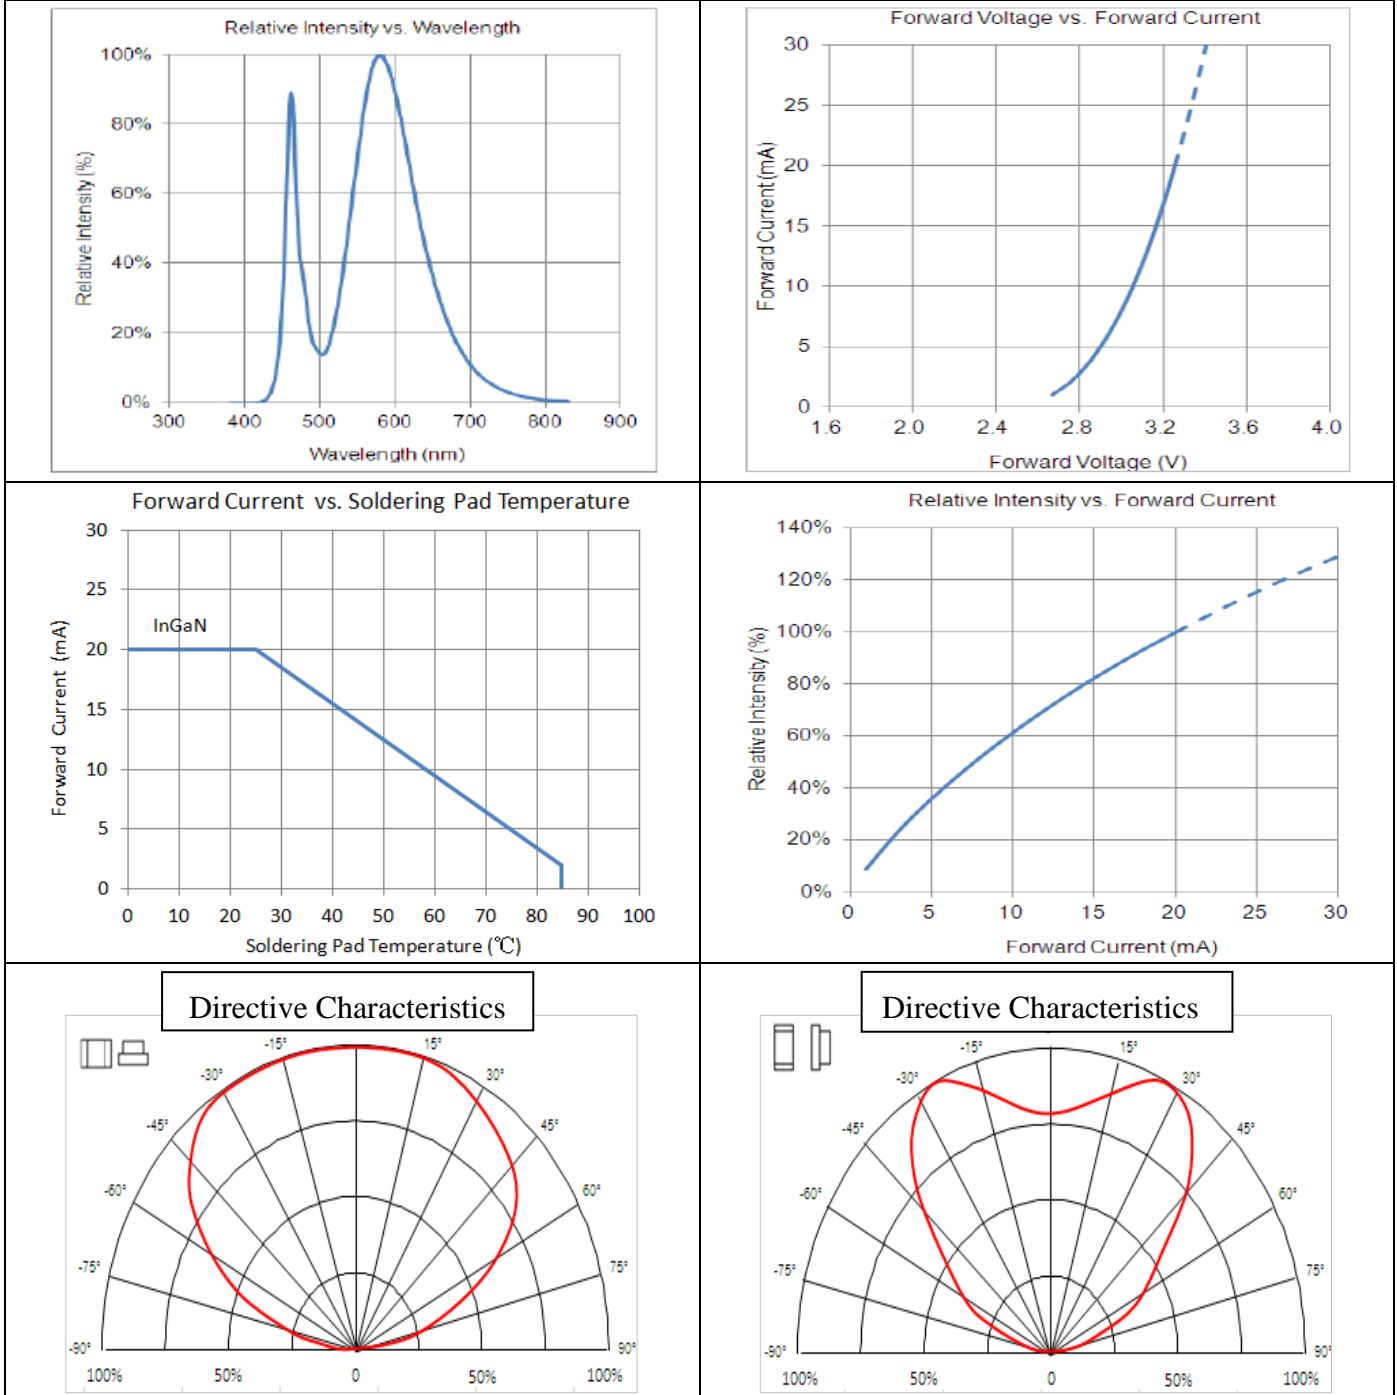 Relative Intensity vs. Wavelength
100%
80%
60%
40%
20%
0%
Relative Intensity (%)
300 400 500 600 700 800 900
Wavelength (nm)
Forward Voltage vs. Forward Current
30
25
20
15
10
5
0
Forward Current (mA)
1.6 2.0 2.4 2.8 3.2 3.6 4.0
Forward Voltage (V)
Forward Current vs. Soldering Pad Temperature
30
25
20
15
10
5
0
Forward Current (mA)
InGaN
0 10 20 30 40 50 60 70 80 90 100
Soldering Pad Temperature (℃)
Relative Intensity vs. Forward Current
140%
120%
100%
80%
60%
40%
20%
0%
Relative Intensity (%)
0 5 10 15 20 25 30
Forward Current (mA)
Directive Characteristics
-15° 15°
-30° 30°
-45° 45°
-60° 60°
-75° 75°
-90° 90°
100% 50% 0 50% 100%
Directive Characteristics
-15° 15°
-30° 30°
-45° 45°
-60° 60°
-75° 75°
-90° 90°
100% 50% 0 50% 100%